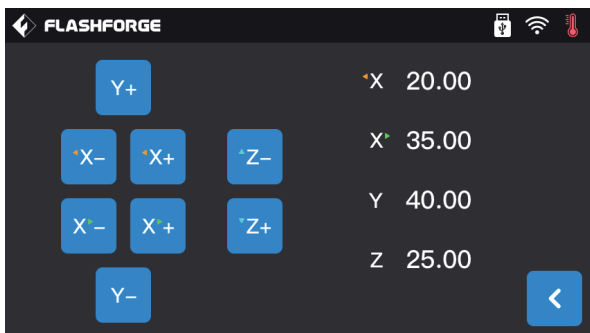 FLASHFORGE
Y+
X 20.00
X- X+ Z-
X 35.00
Y 40.00
X- X+ Z+
Z 25.00
Y-